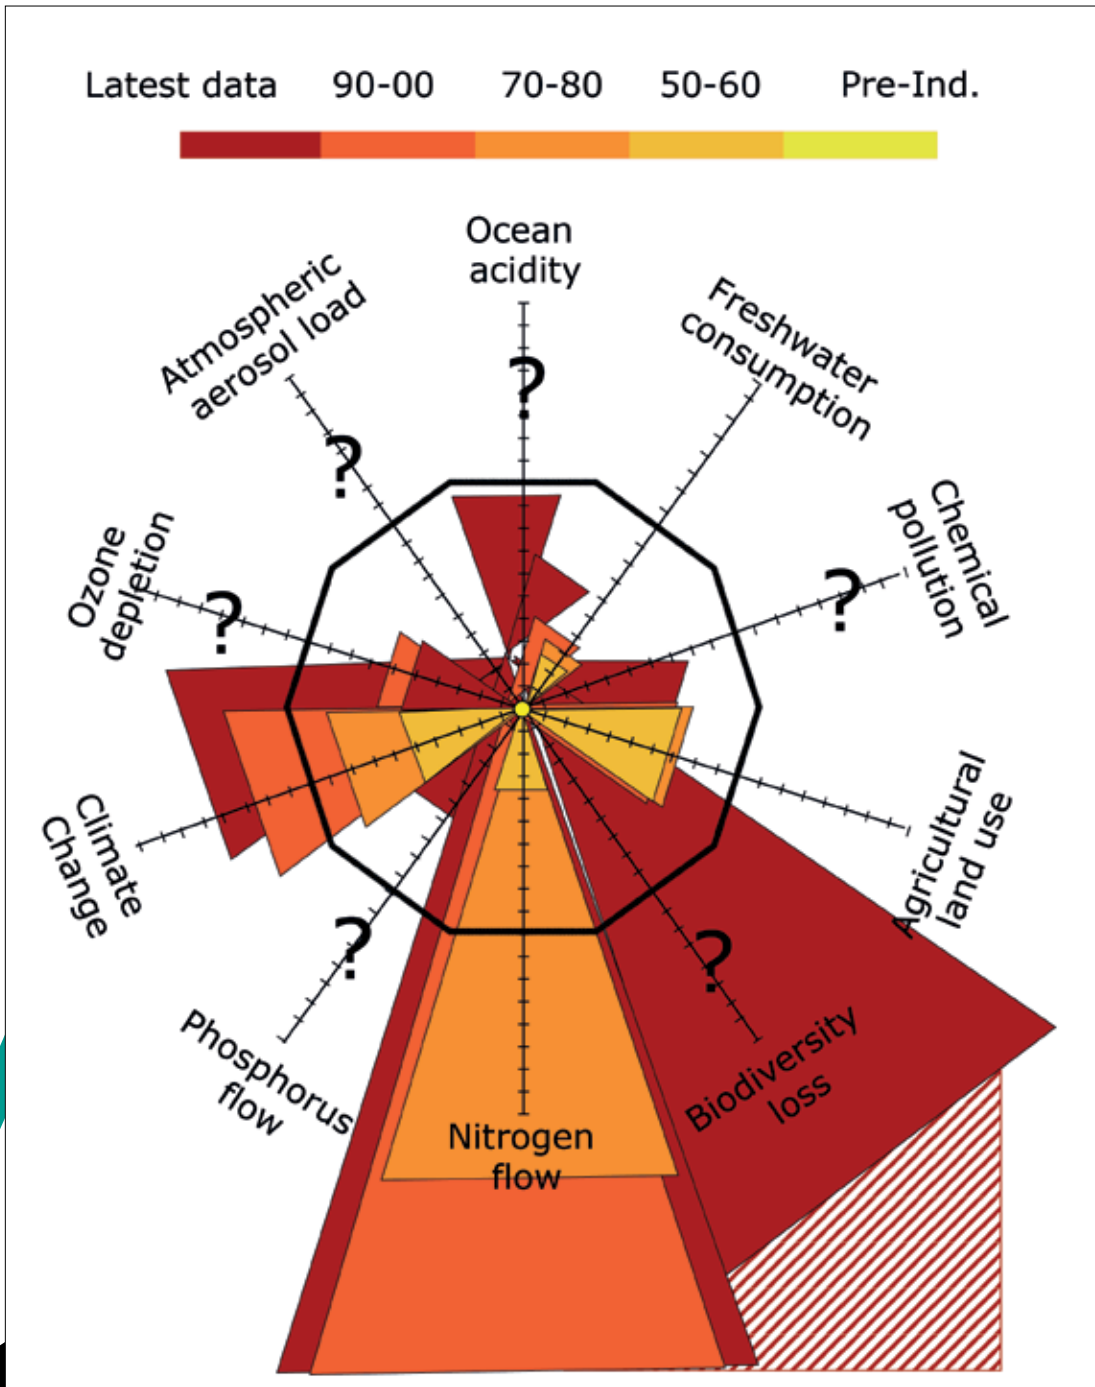 Latest data 90-00 70-80 50-60 Pre-Ind.
Ocean
acidity
Atmospheric
aerosol load
Freshwater
consumption
?
?
Ozone
depletion
?
Chemical
pollution
?
Climate
Change
Agricultural
land use
?
?
Phosphorus
flow
Nitrogen
flow
Biodiversity
loss